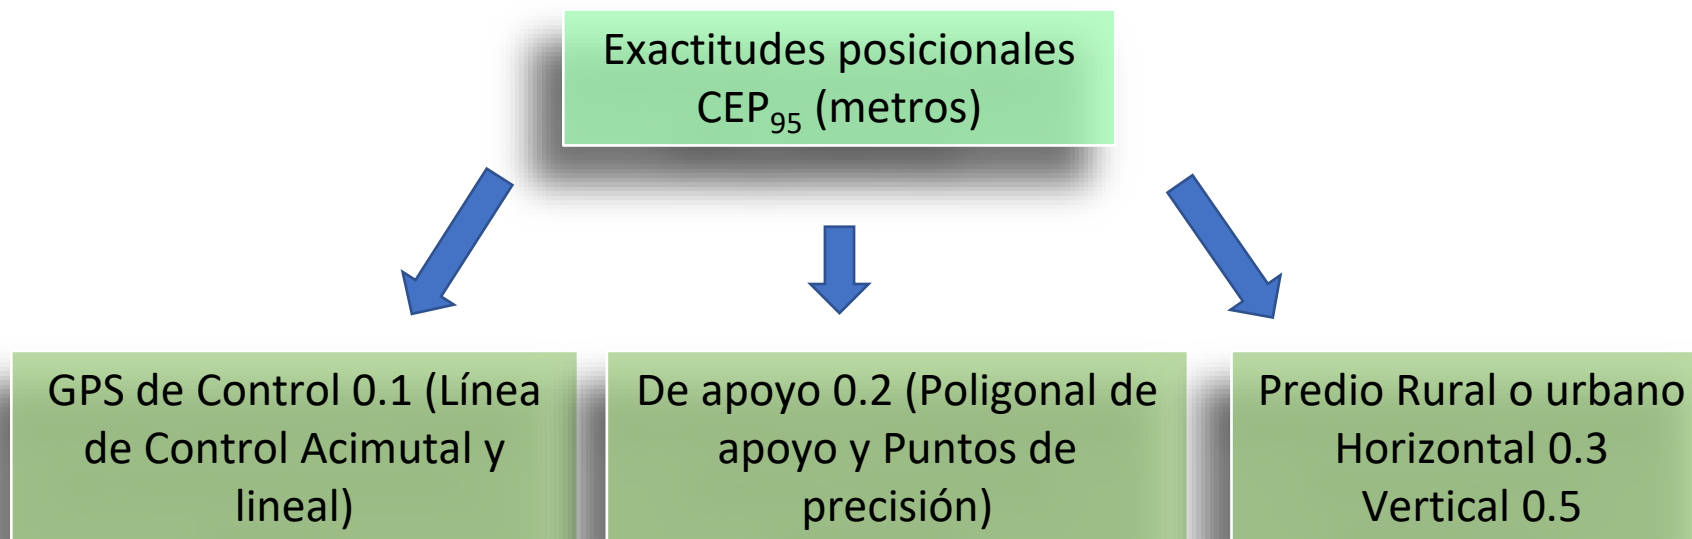 Exactitudes posicionales
CEP₉₅ (metros)
GPS de Control 0.1 (Línea
de Control Acimutal y
lineal)
De apoyo 0.2 (Poligonal de
apoyo y Puntos de
precisión)
Predio Rural o urbano
Horizontal 0.3
Vertical 0.5